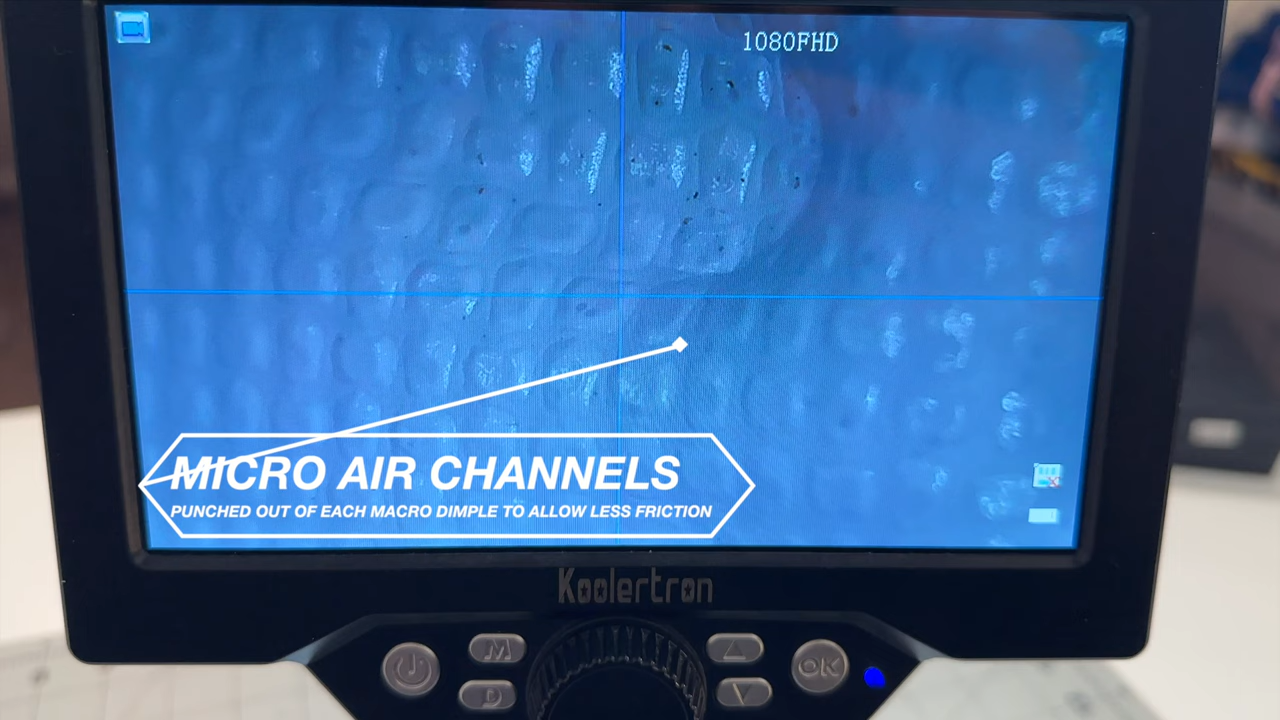 1080FHD
MICRO AIR CHANNELS
PUNCHED OUT OF EACH MACRO DIMPLE TO ALLOW LESS FRICTION
Koolertron
M
OK
D